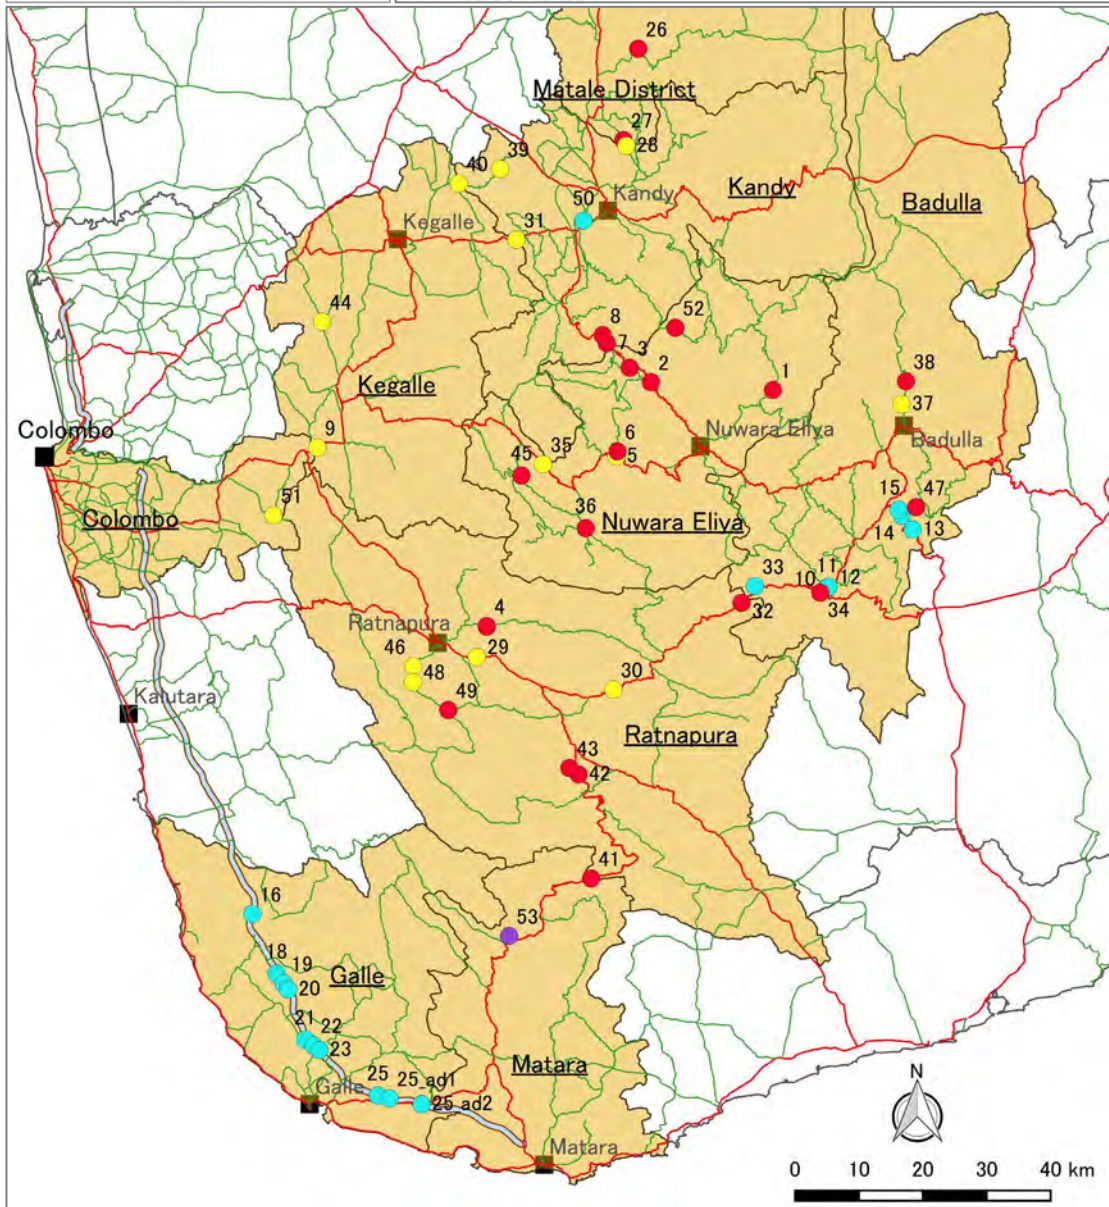 26
Matale District
27
28
39
40
50
Kandy
Kandy
Badulla
Kegalle
31
44
8
52
7
3
2
1
38
Kegalle
37
9
Nuwara Eliya
Badulla
Colombo
6
35
5
45
51
15
47
Colombo
36
Nuwara Eliya
14
13
33
11
10
12
32
34
4
Ratnapura
46
29
48
30
49
Kalutara
Ratnapura
43
42
41
16
53
18
19
Galle
20
21
22
23
Matara
25
25_ad1
Galle
25_ad2
N
Matara
0 10 20 30 40 km